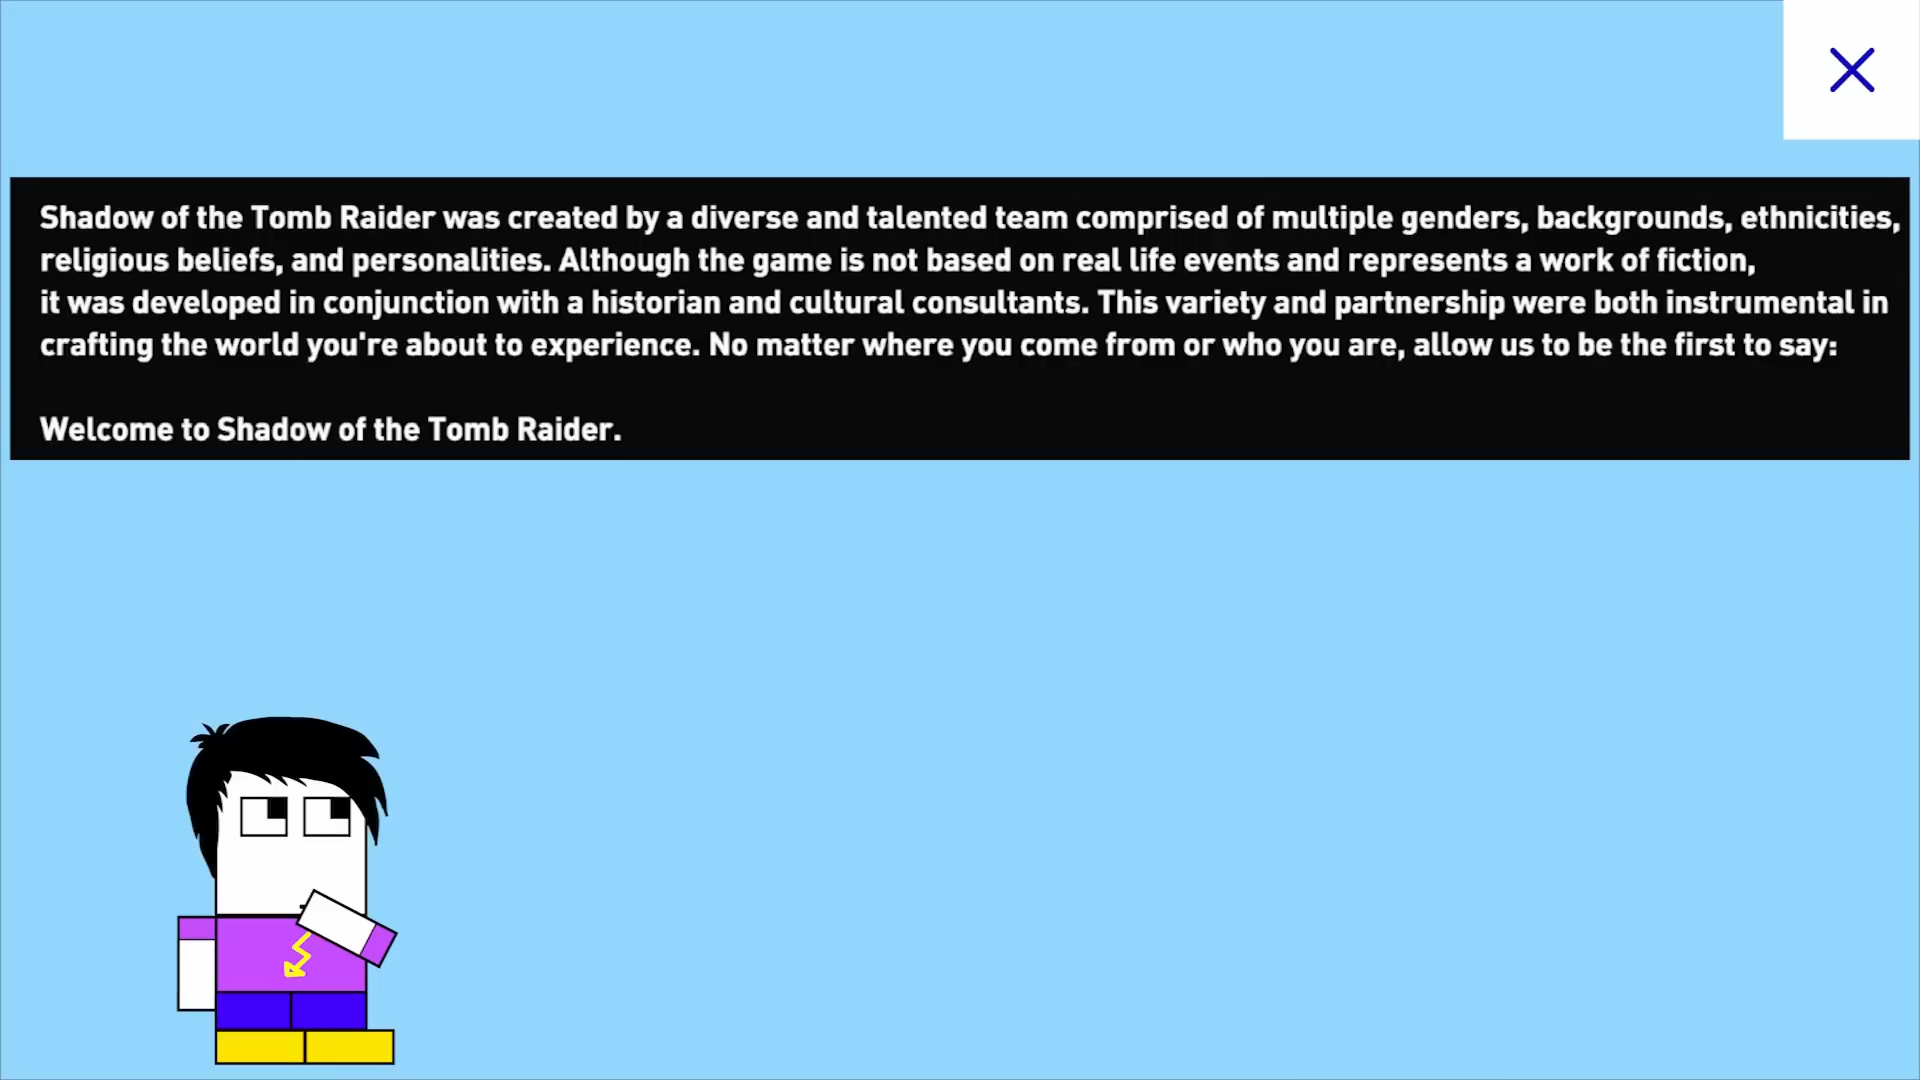 Shadow of the Tomb Raider was created by a diverse and talented team comprised of multiple genders, backgrounds, ethnicities,
religious beliefs, and personalities. Although the game is not based on real life events and represents a work of fiction,
it was developed in conjunction with a historian and cultural consultants. This variety and partnership were both instrumental in
crafting the world you're about to experience. No matter where you come from or who you are, allow us to be the first to say:
Welcome to Shadow of the Tomb Raider.